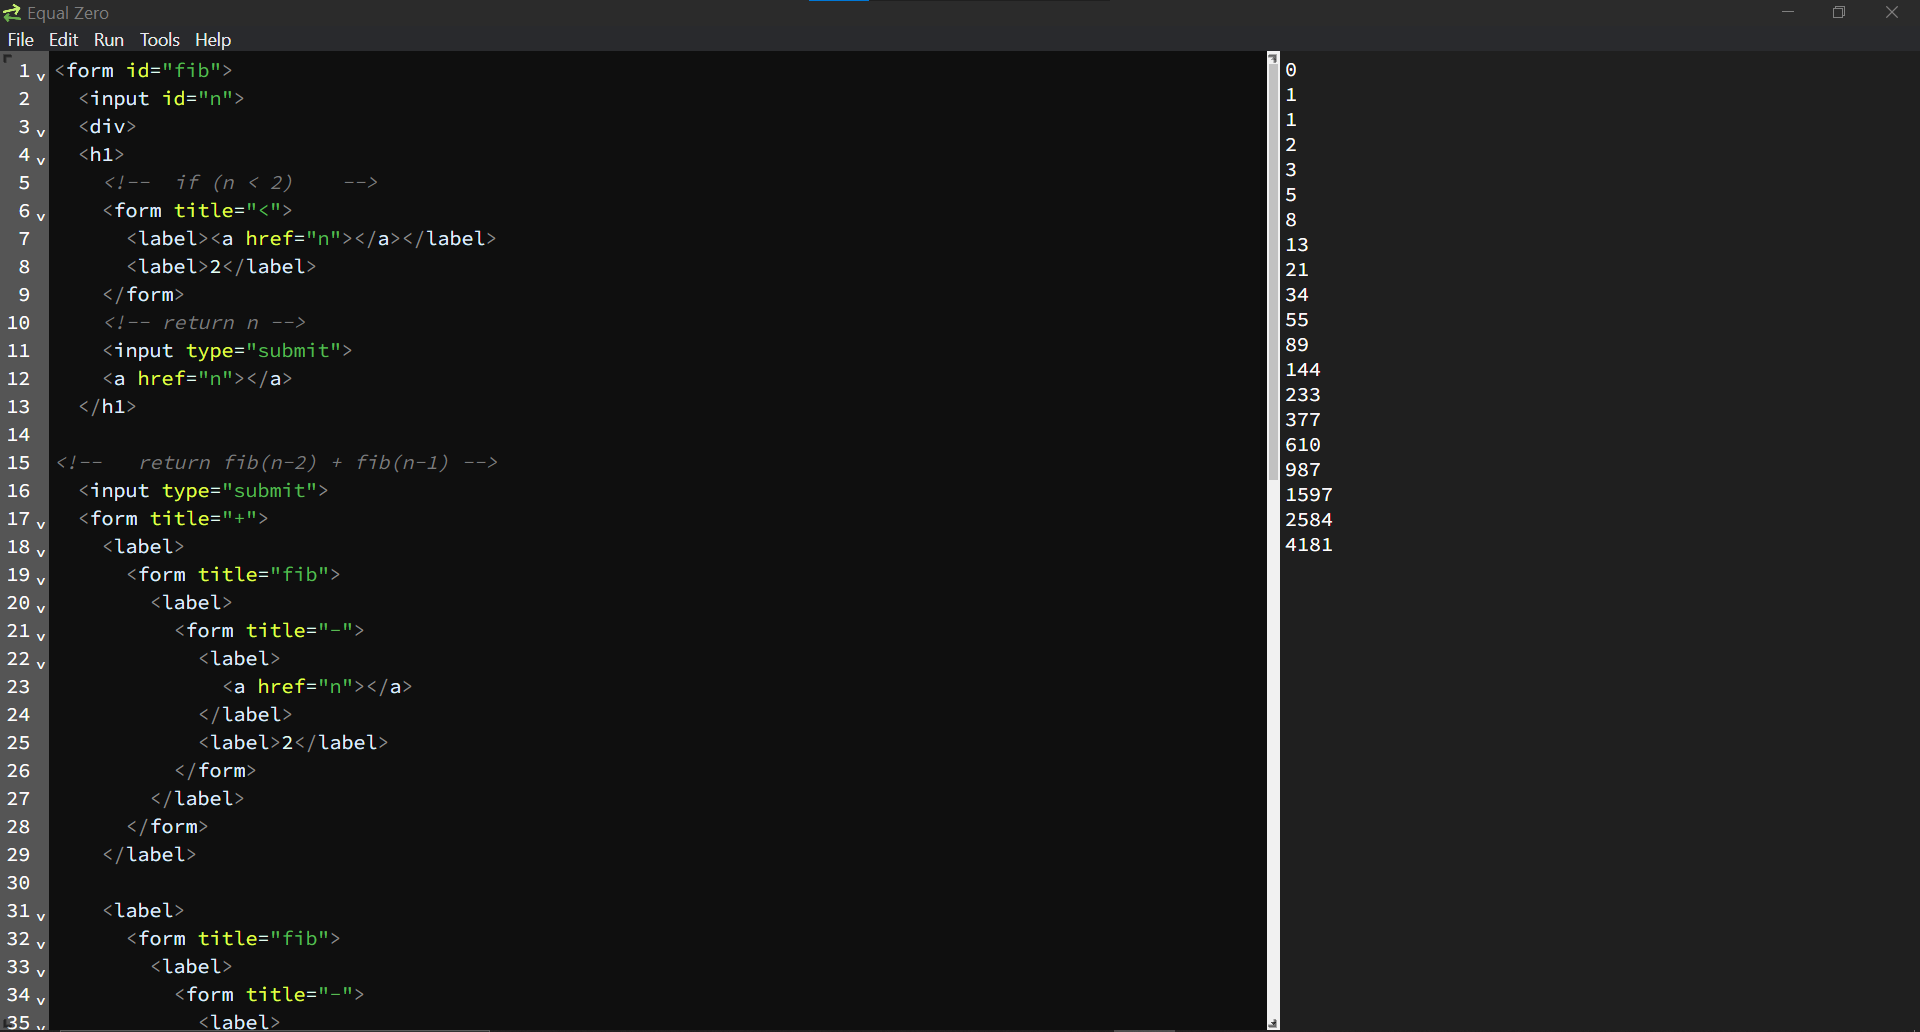 Equal Zero
File Edit Run Tools Help
1 <form id="fib">
2 <input id="n">
3 <div>
4 <h1>
5 <!-- if (n < 2) -->
6 <form title="<">
7 <label><a href="n"></a></label>
8 <label>2</label>
9 </form>
10 <!-- return n -->
11 <input type="submit">
12 <a href="n"></a>
13 </h1>
14
15 <!-- return fib(n-2) + fib(n-1) -->
16 <input type="submit">
17 <form title="+">
18 <label>
19 <form title="fib">
20 <label>
21 <form title="-">
22 <label>
23 <a href="n"></a>
24 </label>
25 <label>2</label>
26 </form>
27 </label>
28 </form>
29 </label>
30
31 <label>
32 <form title="fib">
33 <label>
34 <form title="-">
35 <label>
0
1
1
2
3
5
8
13
21
34
55
89
144
233
377
610
987
1597
2584
4181